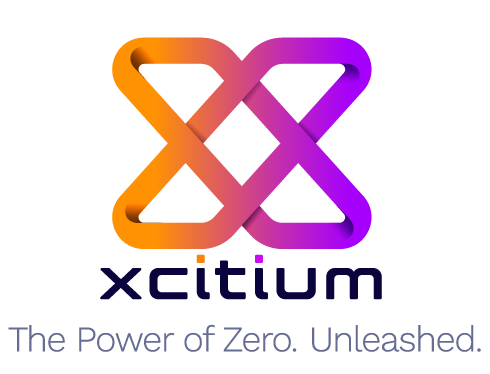 xcitium
The Power of Zero. Unleashed.